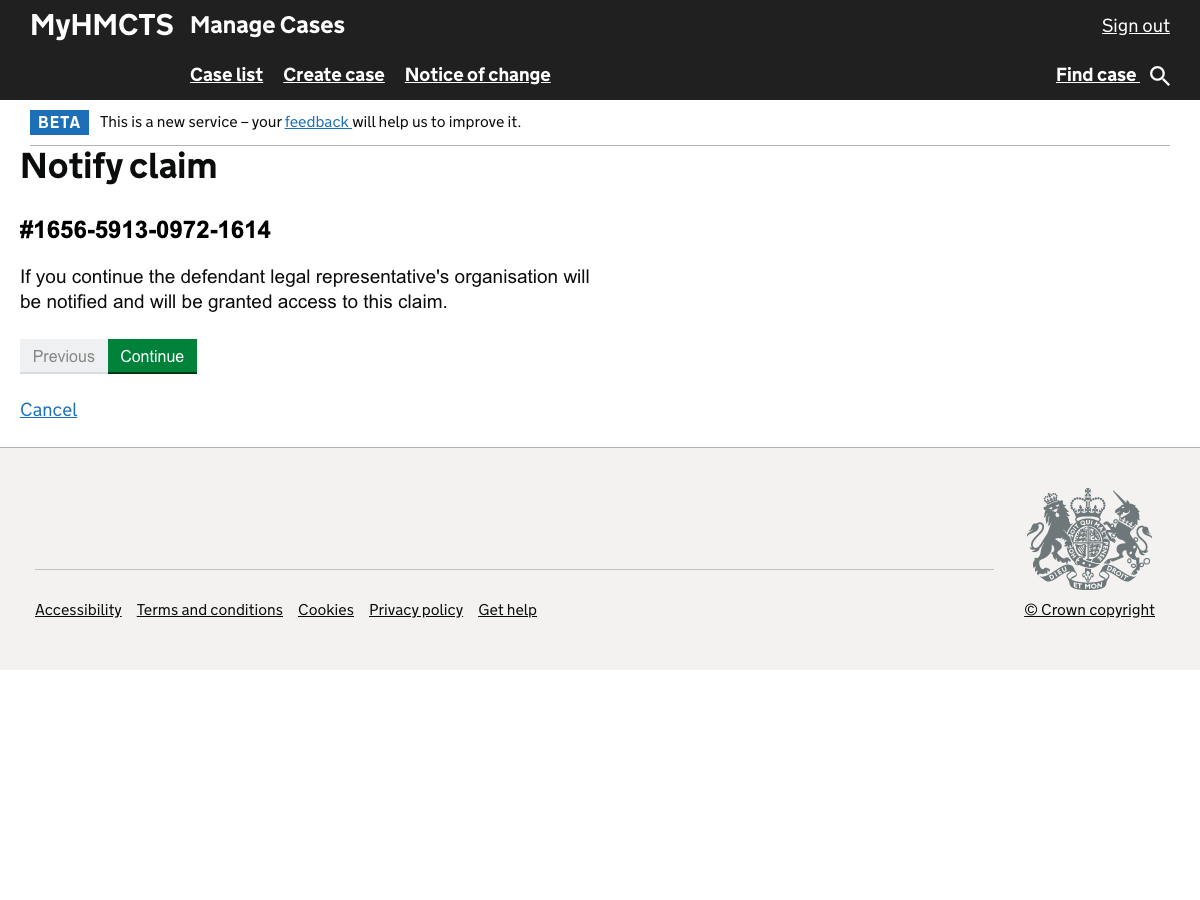 MyHMCTS Manage Cases Sign out
Case list Create case Notice of change Find case
BETA This is a new service – your feedback will help us to improve it.
Notify claim
#1656-5913-0972-1614
If you continue the defendant legal representative's organisation will
be notified and will be granted access to this claim.
Previous Continue
Cancel
DIEU ET MON DROIT
Accessibility Terms and conditions Cookies Privacy policy Get help © Crown copyright